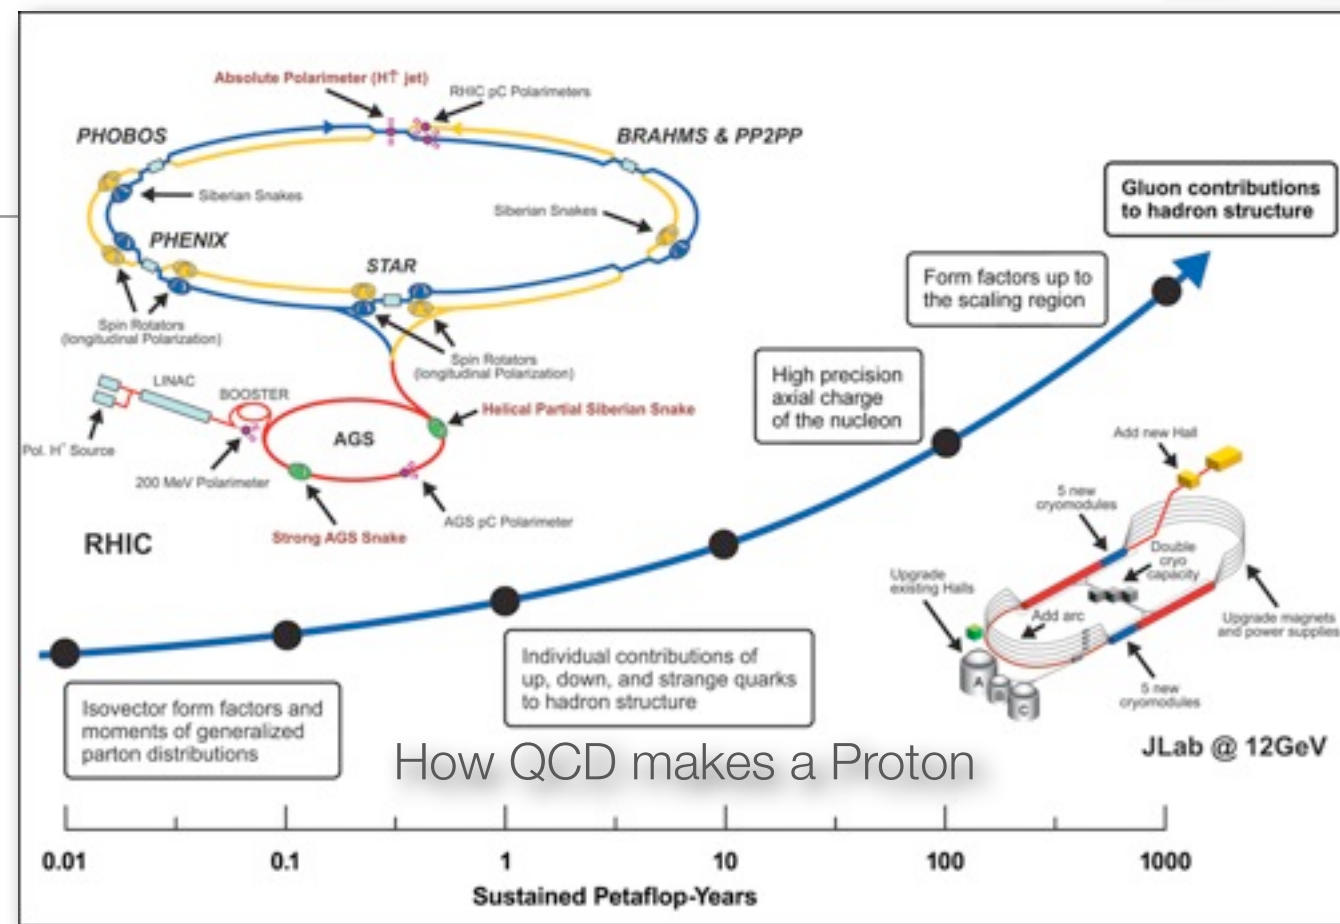 Absolute Polarimeter (H↑ jet)
RHIC pC Polarimeters
PHOBOS
BRAHMS & PP2PP
Siberian Snakes
Siberian Snakes
PHENIX
STAR
Spin Rotators
(longitudinal Polarization)
Spin Rotators
(longitudinal Polarization)
LINAC
BOOSTER
Helical Partial Siberian Snake
AGS
Pol. H⁻ Source
200 MeV Polarimeter
AGS pC Polarimeter
Strong AGS Snake
RHIC
Gluon contributions
to hadron structure
Form factors up to
the scaling region
High precision
axial charge
of the nucleon
Add new Hall
5 new
cryomodules
Double
cryo
capacity
Upgrade
existing Halls
Add arc
Upgrade magnets
and power supplies
A
B
C
5 new
cryomodules
JLab @ 12GeV
Individual contributions of
up, down, and strange quarks
to hadron structure
Isovector form factors and
moments of generalized
parton distributions
How QCD makes a Proton
0.01 0.1 1 10 100 1000
Sustained Petaflop-Years